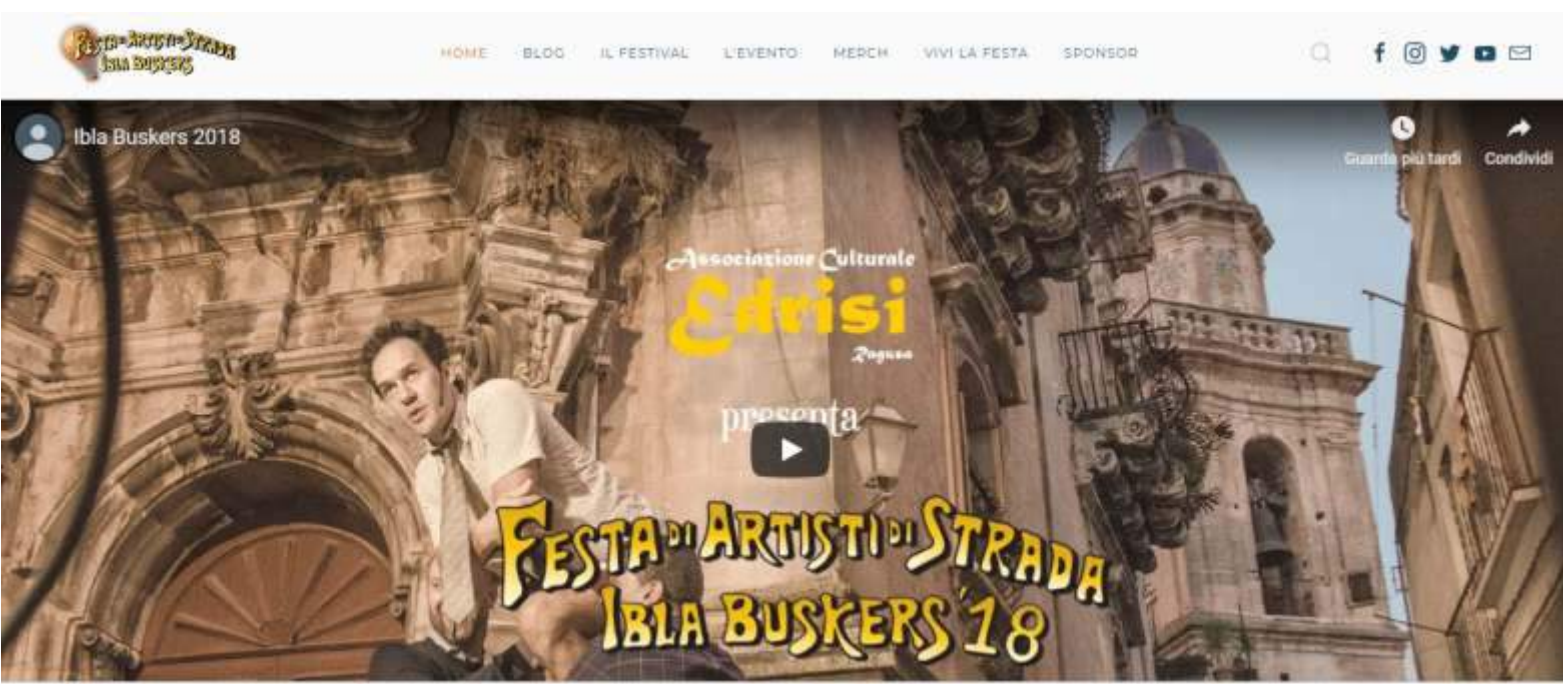 FESTA DI ARTISTI DI STRADA
IBLA BUSKERS
HOME BLOG IL FESTIVAL L'EVENTO MERCH VIVI LA FESTA SPONSOR
Ibla Buskers 2018
Guarda più tardi Condividi
Associazione Culturale
Edrisi
Ragusa
presenta
FESTA DI ARTISTI DI STRADA
IBLA BUSKERS '18